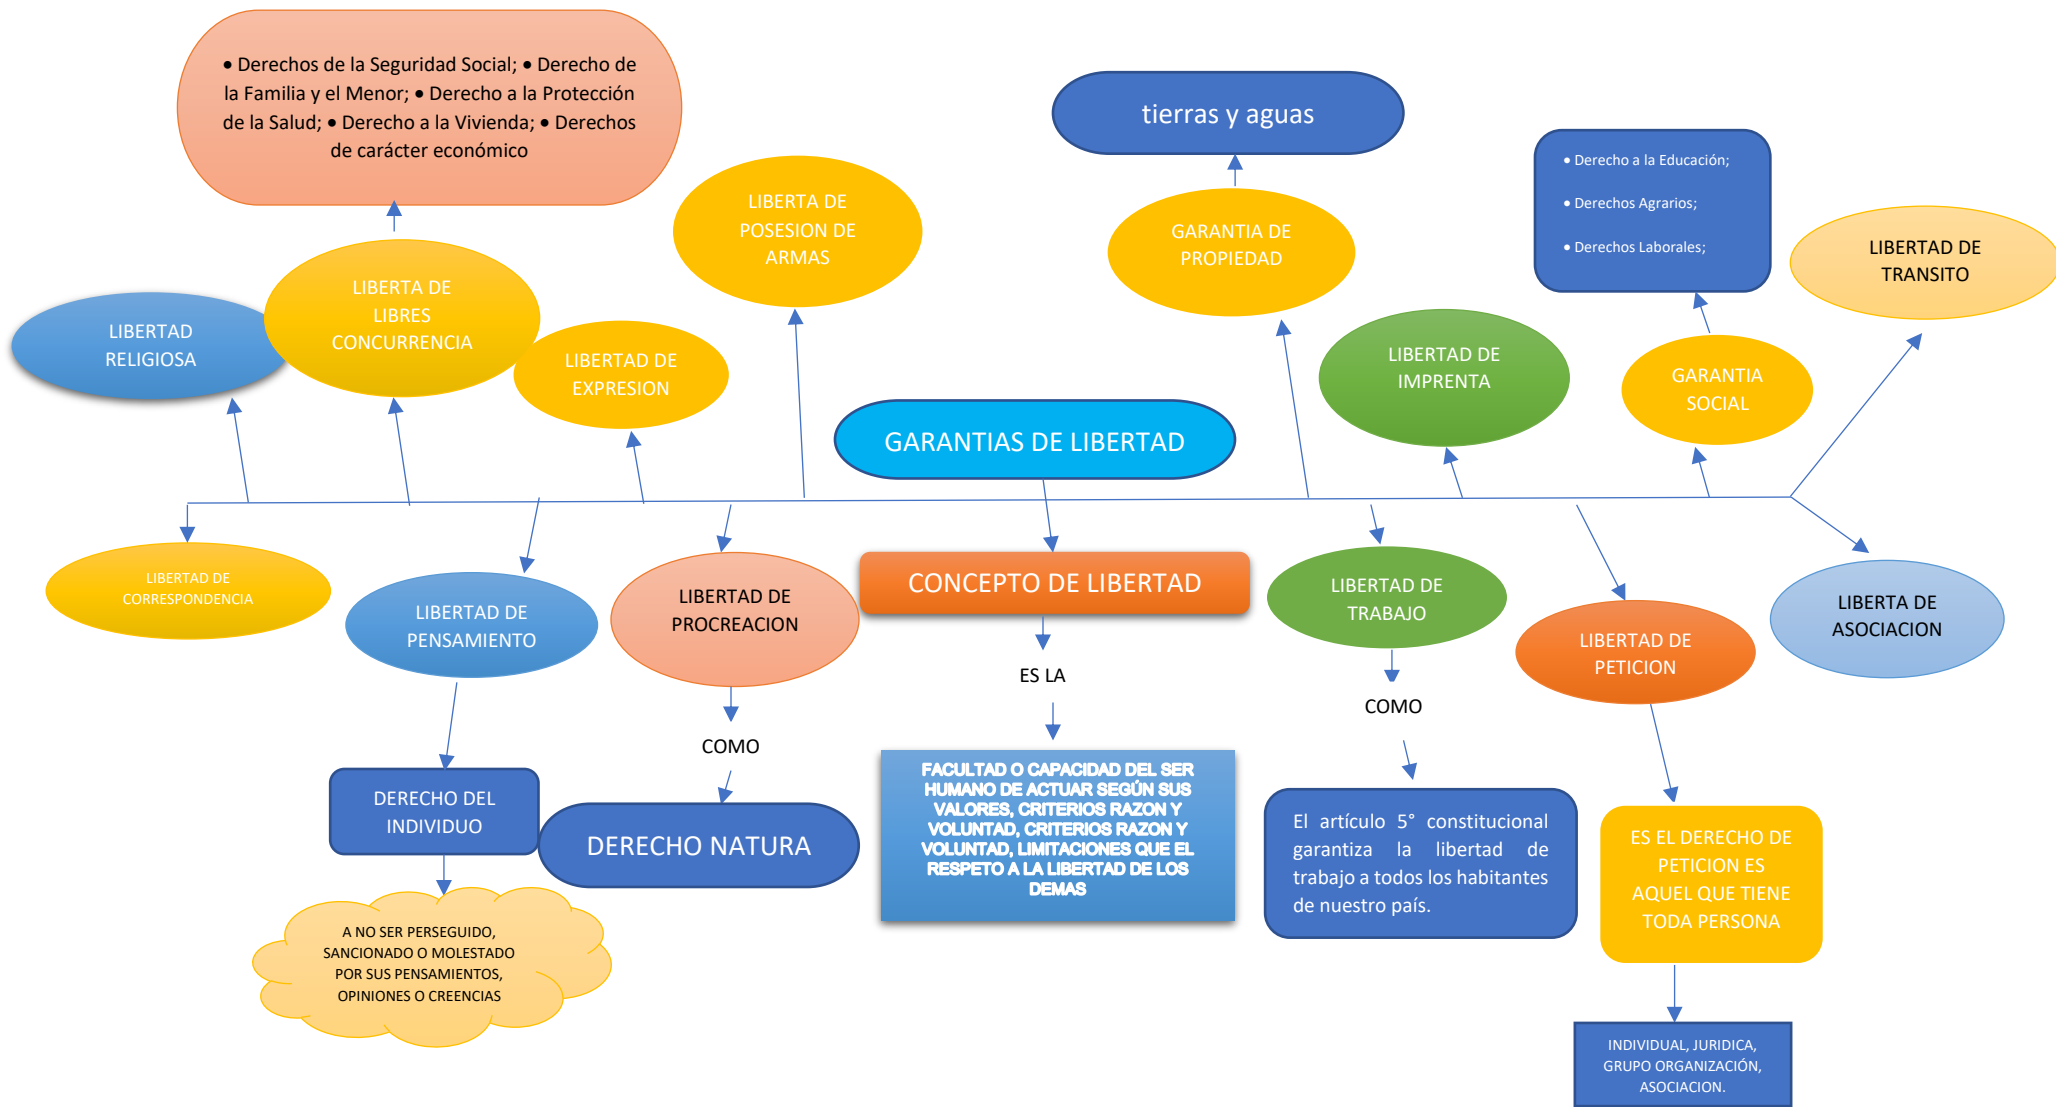 • Derechos de la Seguridad Social; • Derecho de
la Familia y el Menor; • Derecho a la Protección
de la Salud; • Derecho a la Vivienda; • Derechos
de carácter económico
tierras y aguas
• Derecho a la Educación;
• Derechos Agrarios;
• Derechos Laborales;
LIBERTA DE
POSESION DE
ARMAS
GARANTIA DE
PROPIEDAD
LIBERTAD DE
TRANSITO
LIBERTAD
RELIGIOSA
LIBERTA DE
LIBRES
CONCURRENCIA
LIBERTAD DE
EXPRESION
LIBERTAD DE
IMPRENTA
GARANTIA
SOCIAL
GARANTIAS DE LIBERTAD
LIBERTAD DE
CORRESPONDENCIA
LIBERTAD DE
PENSAMIENTO
LIBERTAD DE
PROCREACION
CONCEPTO DE LIBERTAD
LIBERTAD DE
TRABAJO
LIBERTAD DE
PETICION
LIBERTA DE
ASOCIACION
ES LA
COMO
COMO
DERECHO DEL
INDIVIDUO
DERECHO NATURA
FACULTAD O CAPACIDAD DEL SER
HUMANO DE ACTUAR SEGÚN SUS
VALORES, CRITERIOS RAZON Y
VOLUNTAD, CRITERIOS RAZON Y
VOLUNTAD, LIMITACIONES QUE EL
RESPETO A LA LIBERTAD DE LOS
DEMAS
El artículo 5° constitucional
garantiza la libertad de
trabajo a todos los habitantes
de nuestro país.
ES EL DERECHO DE
PETICION ES
AQUEL QUE TIENE
TODA PERSONA
A NO SER PERSEGUIDO,
SANCIONADO O MOLESTADO
POR SUS PENSAMIENTOS,
OPINIONES O CREENCIAS
INDIVIDUAL, JURIDICA,
GRUPO ORGANIZACIÓN,
ASOCIACION.